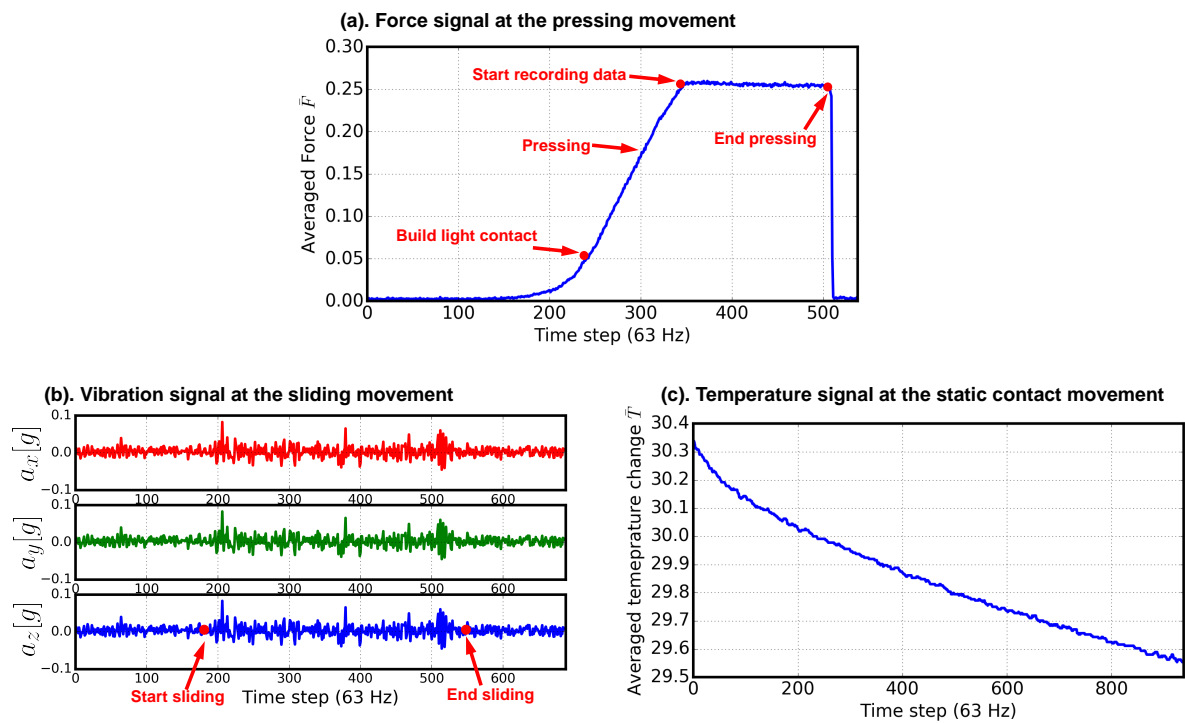 (a). Force signal at the pressing movement
0.30
0.25
0.20
0.15
0.10
0.05
0.00
Averaged Force F̄
Start recording data
End pressing
Pressing
Build light contact
0 100 200 300 400 500
Time step (63 Hz)
(b). Vibration signal at the sliding movement
0.1
0.0
−0.1
a_x[g]
0 100 200 300 400 500 600
0.1
0.0
−0.1
a_y[g]
0 100 200 300 400 500 600
0.1
0.0
−0.1
a_z[g]
0 100 200 300 400 500 600
Start sliding
Time step (63 Hz)
End sliding
(c). Temperature signal at the static contact movement
30.4
30.3
30.2
30.1
30.0
29.9
29.8
29.7
29.6
29.5
Averaged temeprature change T̄
0 200 400 600 800
Time step (63 Hz)